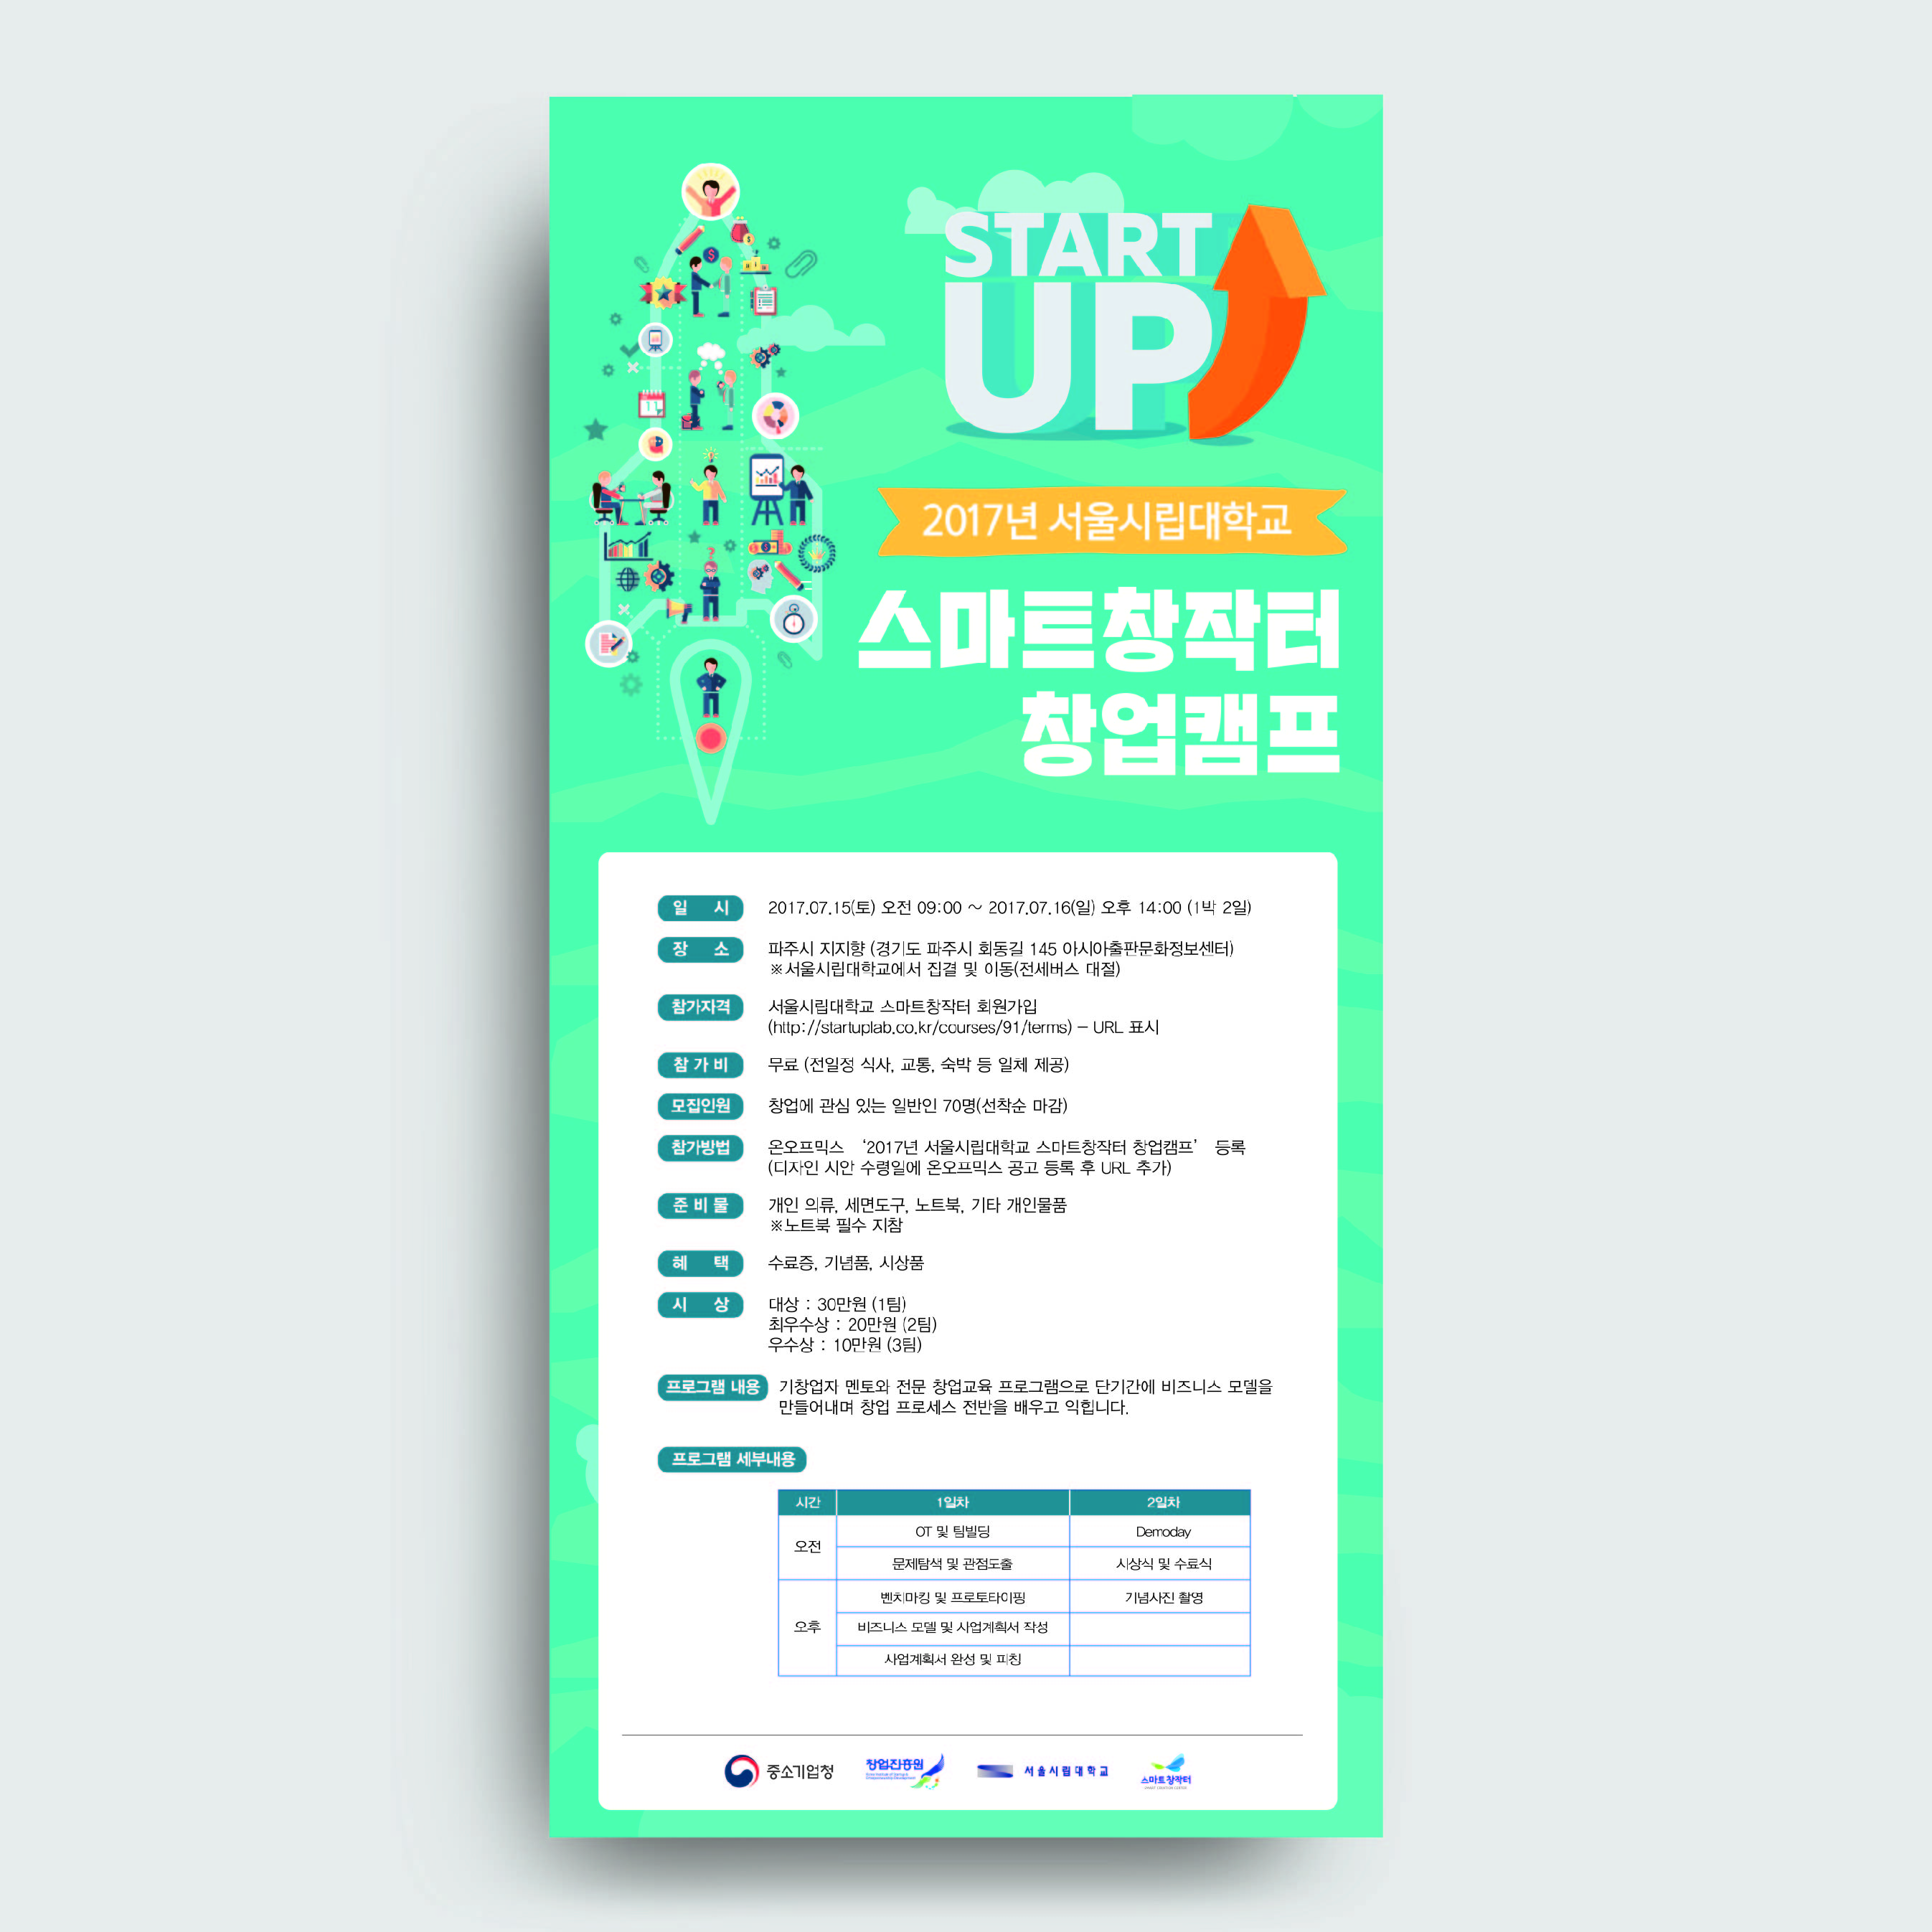 START
UP
2017년 서울시립대학교
스마트창작터
창업캠프
일 시
2017.07.15(토) 오전 09:00 ~ 2017.07.16(일) 오후 14:00 (1박 2일)
장 소
파주시 지지향 (경기도 파주시 회동길 145 아시아출판문화정보센터)
※서울시립대학교에서 집결 및 이동(전세버스 대절)
참가자격
서울시립대학교 스마트창작터 회원가입
(http://startuplab.co.kr/courses/91/terms) – URL 표시
참 가 비
무료 (전일정 식사, 교통, 숙박 등 일체 제공)
모집인원
창업에 관심 있는 일반인 70명(선착순 마감)
참가방법
온오프믹스 ‘2017년 서울시립대학교 스마트창작터 창업캠프’ 등록
(디자인 시안 수령일에 온오프믹스 공고 등록 후 URL 추가)
준 비 물
개인 의류, 세면도구, 노트북, 기타 개인물품
※노트북 필수 지참
혜 택
수료증, 기념품, 시상품
시 상
대상 : 30만원 (1팀)
최우수상 : 20만원 (2팀)
우수상 : 10만원 (3팀)
프로그램 내용
기창업자 멘토와 전문 창업교육 프로그램으로 단기간에 비즈니스 모델을
만들어내며 창업 프로세스 전반을 배우고 익힙니다.
프로그램 세부내용
시간 1일차 2일차
오전
OT 및 팀빌딩 Demoday
문제탐색 및 관점도출 시상식 및 수료식
오후
벤치마킹 및 프로토타이핑 기념사진 촬영
비즈니스 모델 및 사업계획서 작성
사업계획서 완성 및 피칭
중소기업청
창업진흥원
서울시립대학교
스마트창작터